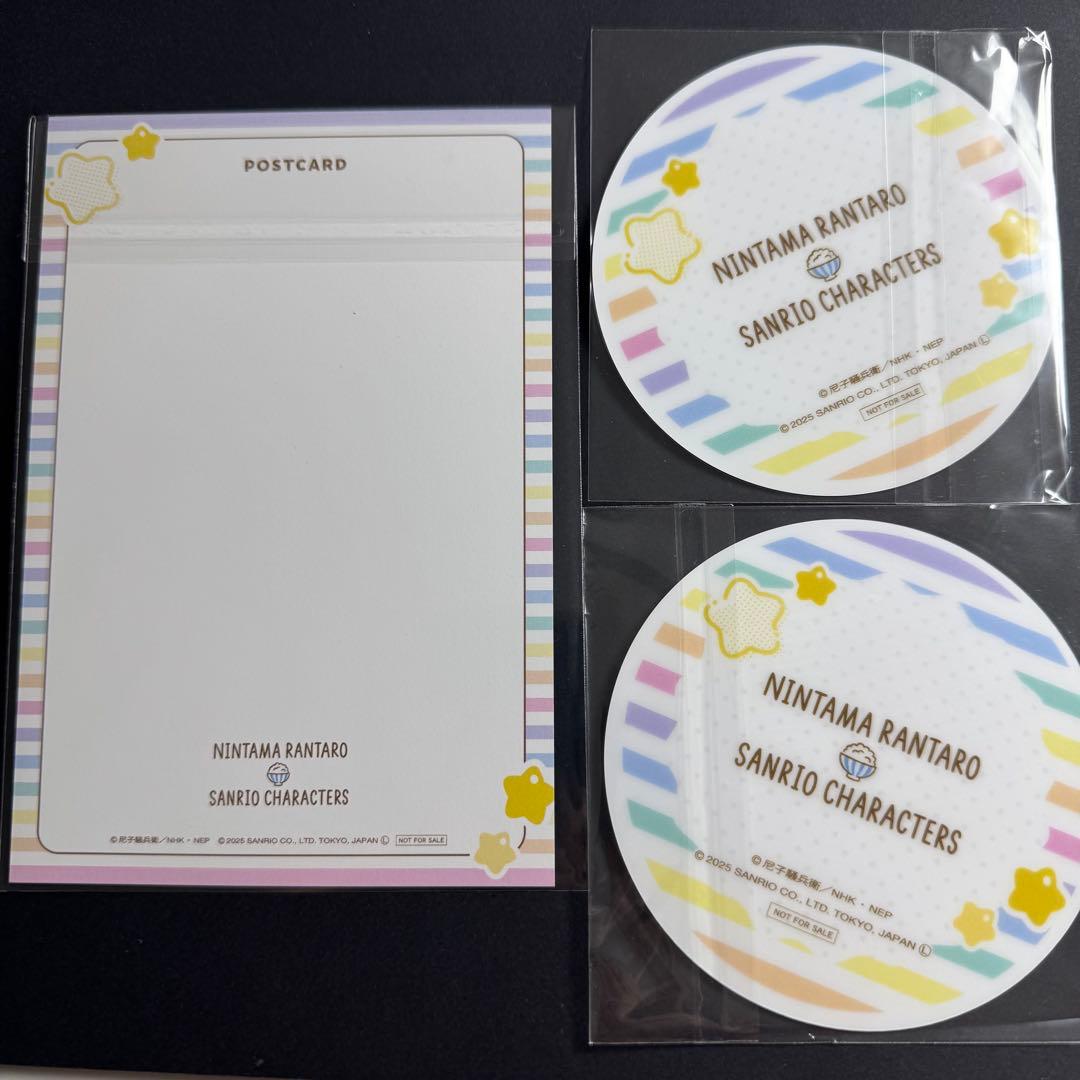 POSTCARD
NINTAMA RANTARO
SANRIO CHARACTERS
©尼子騒兵衛/NHK・NEP ©2025 SANRIO CO., LTD. TOKYO, JAPAN Ⓛ NOT FOR SALE
NINTAMA RANTARO
SANRIO CHARACTERS
©尼子騒兵衛/NHK・NEP
©2025 SANRIO CO., LTD. TOKYO, JAPAN Ⓛ
NOT FOR SALE
NINTAMA RANTARO
SANRIO CHARACTERS
©尼子騒兵衛/NHK・NEP
©2025 SANRIO CO., LTD. TOKYO, JAPAN Ⓛ
NOT FOR SALE